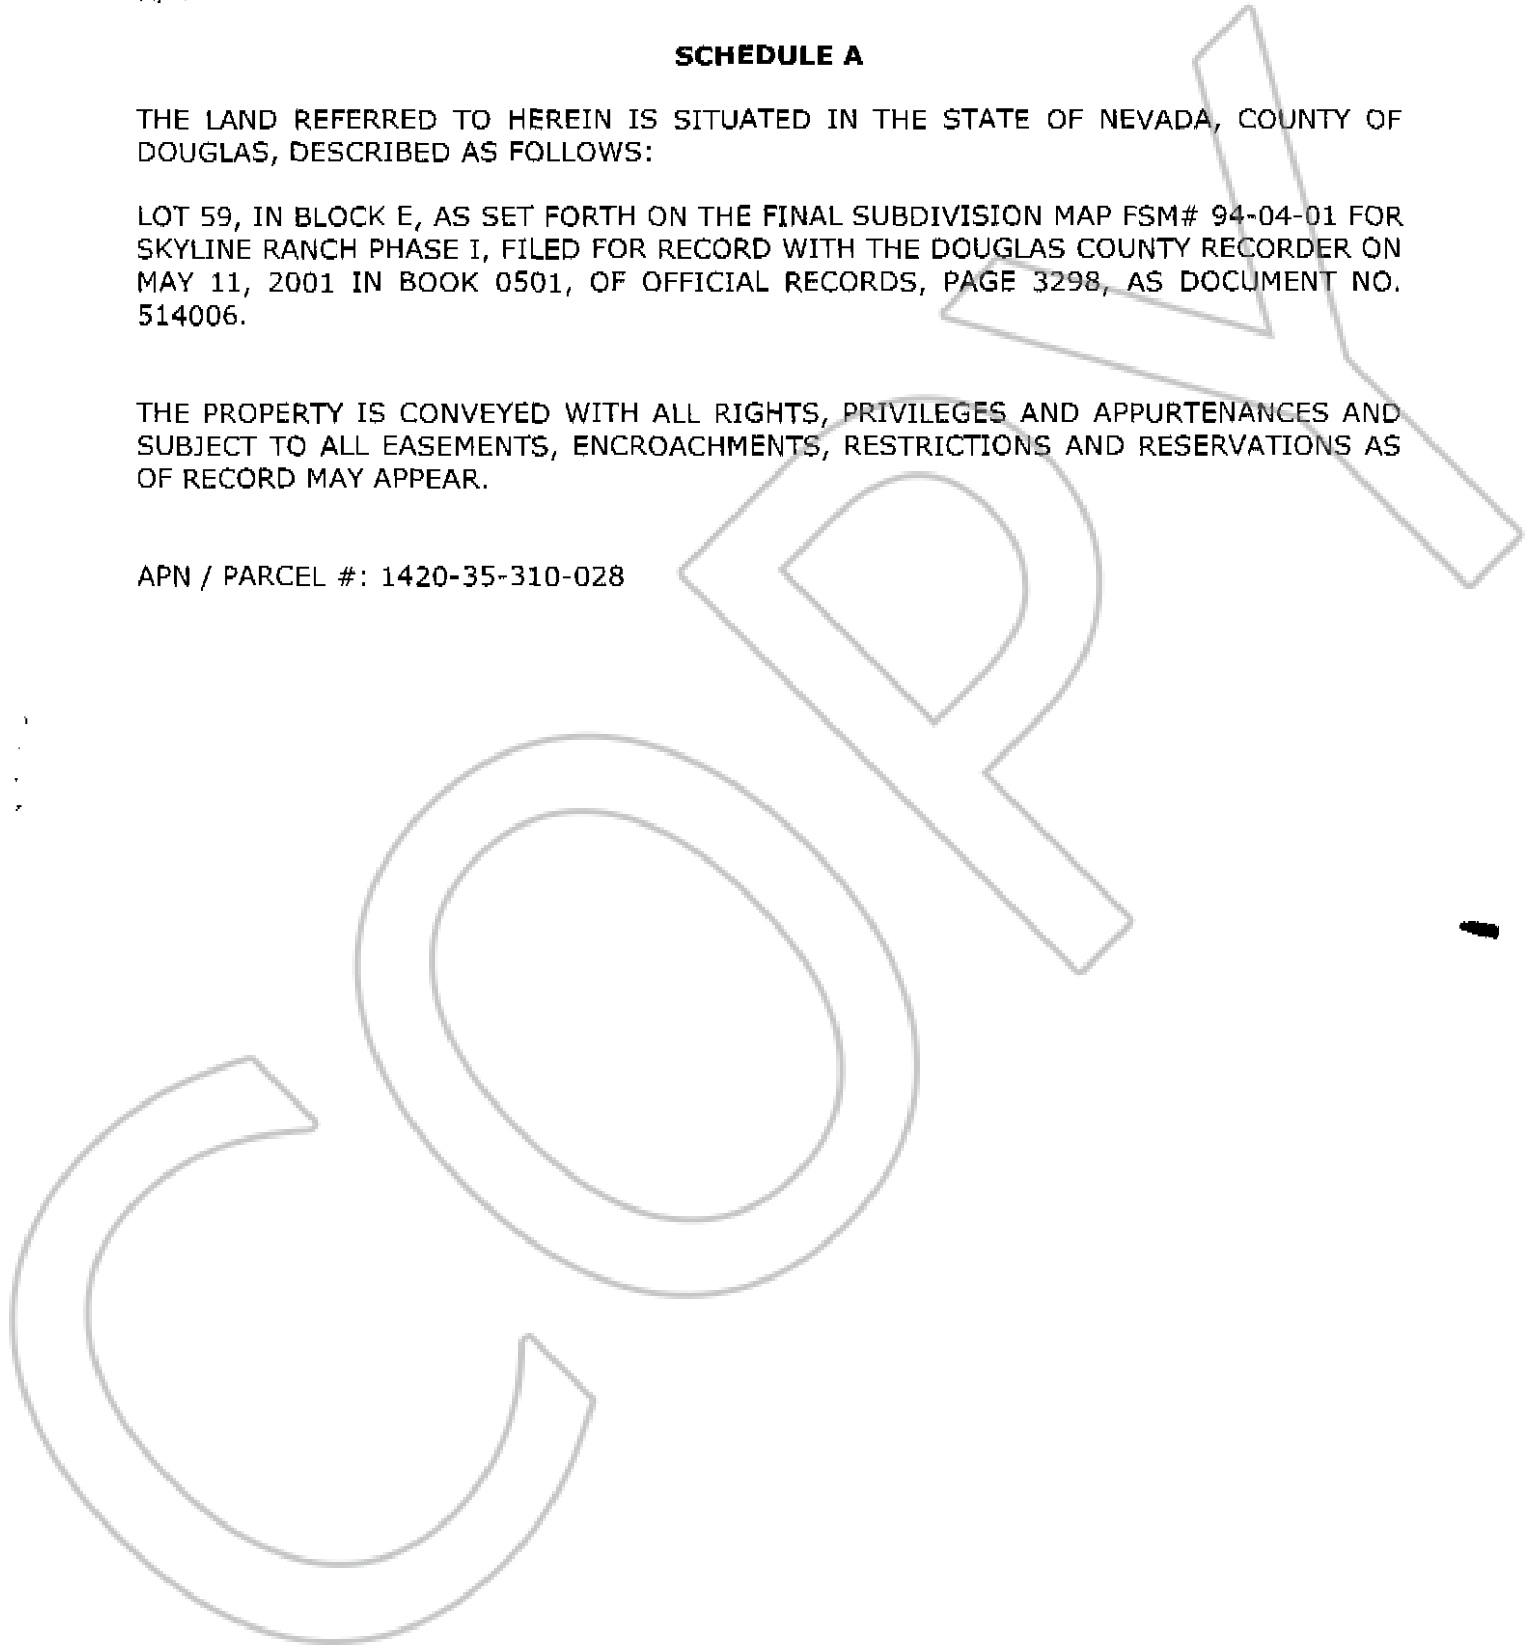 SCHEDULE A
THE LAND REFERRED TO HEREIN IS SITUATED IN THE STATE OF NEVADA, COUNTY OF
DOUGLAS, DESCRIBED AS FOLLOWS:
LOT 59, IN BLOCK E, AS SET FORTH ON THE FINAL SUBDIVISION MAP FSM# 94-04-01 FOR
SKYLINE RANCH PHASE I, FILED FOR RECORD WITH THE DOUGLAS COUNTY RECORDER ON
MAY 11, 2001 IN BOOK 0501, OF OFFICIAL RECORDS, PAGE 3298, AS DOCUMENT NO.
514006.
THE PROPERTY IS CONVEYED WITH ALL RIGHTS, PRIVILEGES AND APPURTENANCES AND
SUBJECT TO ALL EASEMENTS, ENCROACHMENTS, RESTRICTIONS AND RESERVATIONS AS
OF RECORD MAY APPEAR.
APN / PARCEL #: 1420-35-310-028
COPY